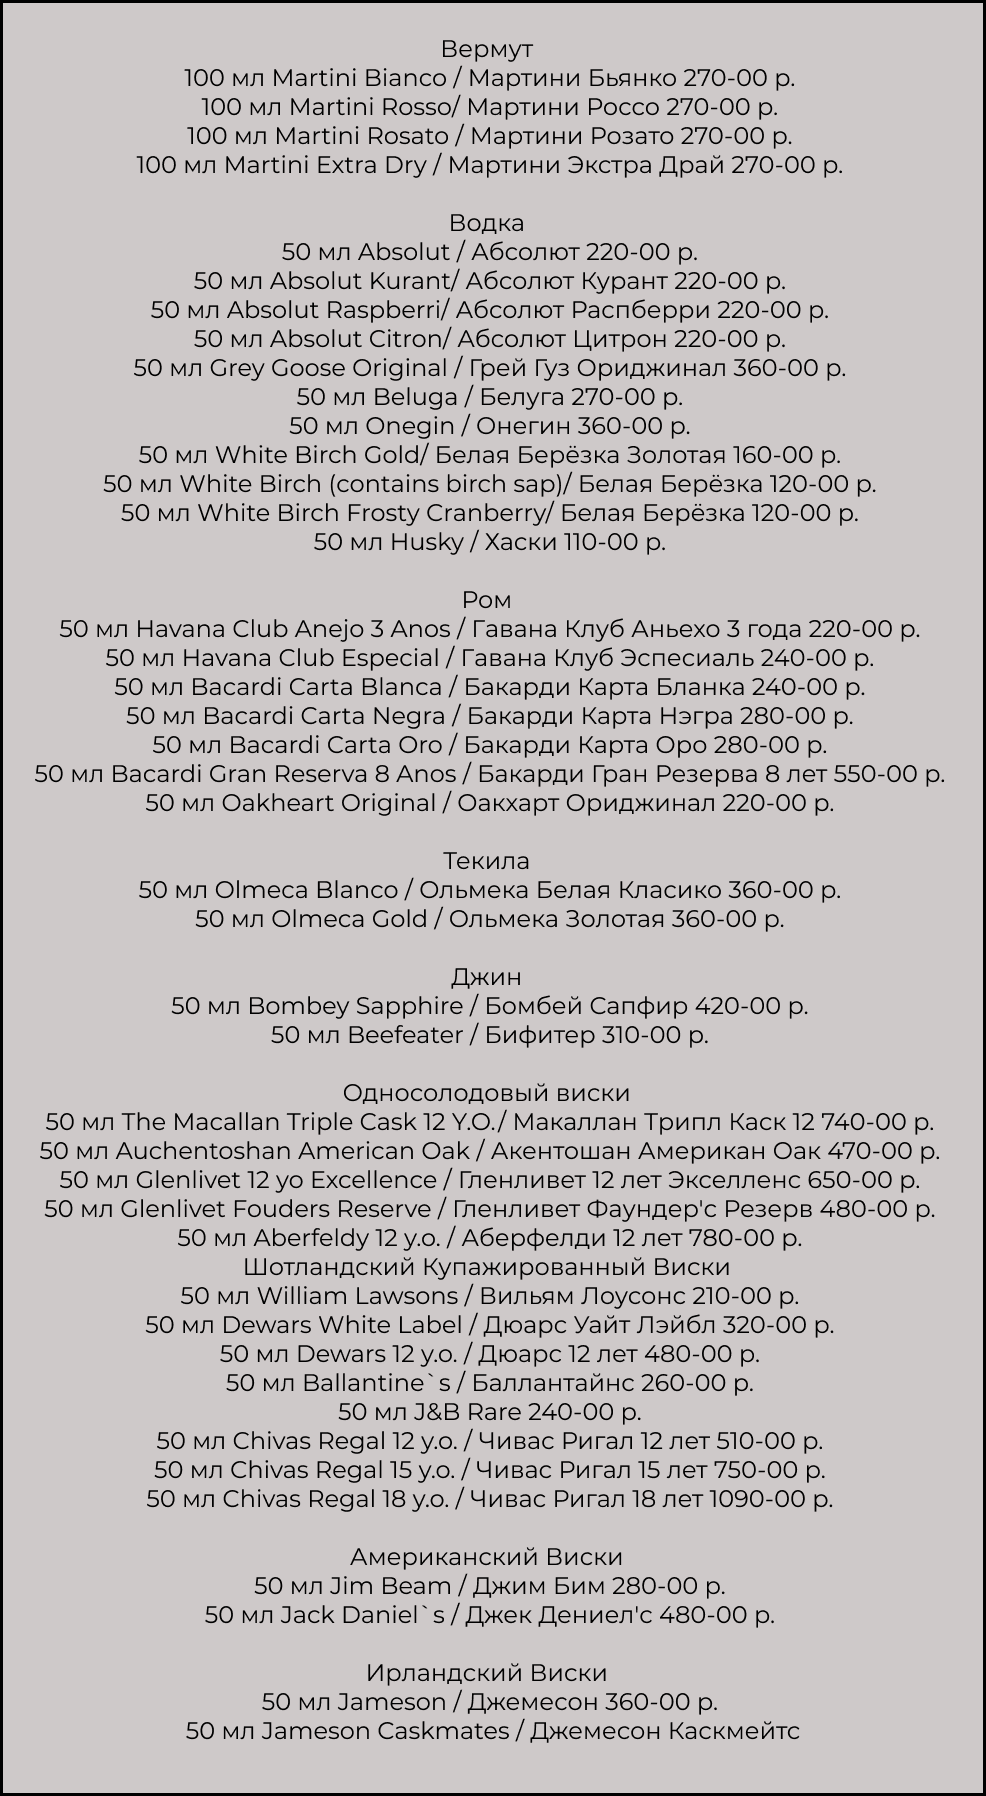 Вермут
100 мл Martini Bianco / Мартини Бьянко 270-00 р.
100 мл Martini Rosso/ Мартини Россо 270-00 р.
100 мл Martini Rosato / Мартини Розато 270-00 р.
100 мл Martini Extra Dry / Мартини Экстра Драй 270-00 р.
Водка
50 мл Absolut / Абсолют 220-00 р.
50 мл Absolut Kurant/ Абсолют Курант 220-00 р.
50 мл Absolut Raspberri/ Абсолют Распберри 220-00 р.
50 мл Absolut Citron/ Абсолют Цитрон 220-00 р.
50 мл Grey Goose Original / Грей Гуз Ориджинал 360-00 р.
50 мл Beluga / Белуга 270-00 р.
50 мл Onegin / Онегин 360-00 р.
50 мл White Birch Gold/ Белая Берёзка Золотая 160-00 р.
50 мл White Birch (contains birch sap)/ Белая Берёзка 120-00 р.
50 мл White Birch Frosty Cranberry/ Белая Берёзка 120-00 р.
50 мл Husky / Хаски 110-00 р.
Ром
50 мл Havana Club Anejo 3 Anos / Гавана Клуб Аньехо 3 года 220-00 р.
50 мл Havana Club Especial / Гавана Клуб Эспесиаль 240-00 р.
50 мл Bacardi Carta Blanca / Бакарди Карта Бланка 240-00 р.
50 мл Bacardi Carta Negra / Бакарди Карта Нэгра 280-00 р.
50 мл Bacardi Carta Oro / Бакарди Карта Оро 280-00 р.
50 мл Bacardi Gran Reserva 8 Anos / Бакарди Гран Резерва 8 лет 550-00 р.
50 мл Oakheart Original / Оакхарт Ориджинал 220-00 р.
Текила
50 мл Olmeca Blanco / Ольмека Белая Класико 360-00 р.
50 мл Olmeca Gold / Ольмека Золотая 360-00 р.
Джин
50 мл Bombey Sapphire / Бомбей Сапфир 420-00 р.
50 мл Beefeater / Бифитер 310-00 р.
Односолодовый виски
50 мл The Macallan Triple Cask 12 Y.O./ Макаллан Трипл Каск 12 740-00 р.
50 мл Auchentoshan American Oak / Акентошан Американ Оак 470-00 р.
50 мл Glenlivet 12 yo Excellence / Гленливет 12 лет Экселленс 650-00 р.
50 мл Glenlivet Fouders Reserve / Гленливет Фаундер'с Резерв 480-00 р.
50 мл Aberfeldy 12 y.o. / Аберфелди 12 лет 780-00 р.
Шотландский Купажированный Виски
50 мл William Lawsons / Вильям Лоусонс 210-00 р.
50 мл Dewars White Label / Дюарс Уайт Лэйбл 320-00 р.
50 мл Dewars 12 y.o. / Дюарс 12 лет 480-00 р.
50 мл Ballantine`s / Баллантайнс 260-00 р.
50 мл J&B Rare 240-00 р.
50 мл Chivas Regal 12 y.o. / Чивас Ригал 12 лет 510-00 р.
50 мл Chivas Regal 15 y.o. / Чивас Ригал 15 лет 750-00 р.
50 мл Chivas Regal 18 y.o. / Чивас Ригал 18 лет 1090-00 р.
Американский Виски
50 мл Jim Beam / Джим Бим 280-00 р.
50 мл Jack Daniel`s / Джек Дениел'с 480-00 р.
Ирландский Виски
50 мл Jameson / Джемесон 360-00 р.
50 мл Jameson Caskmates / Джемесон Каскмейтс